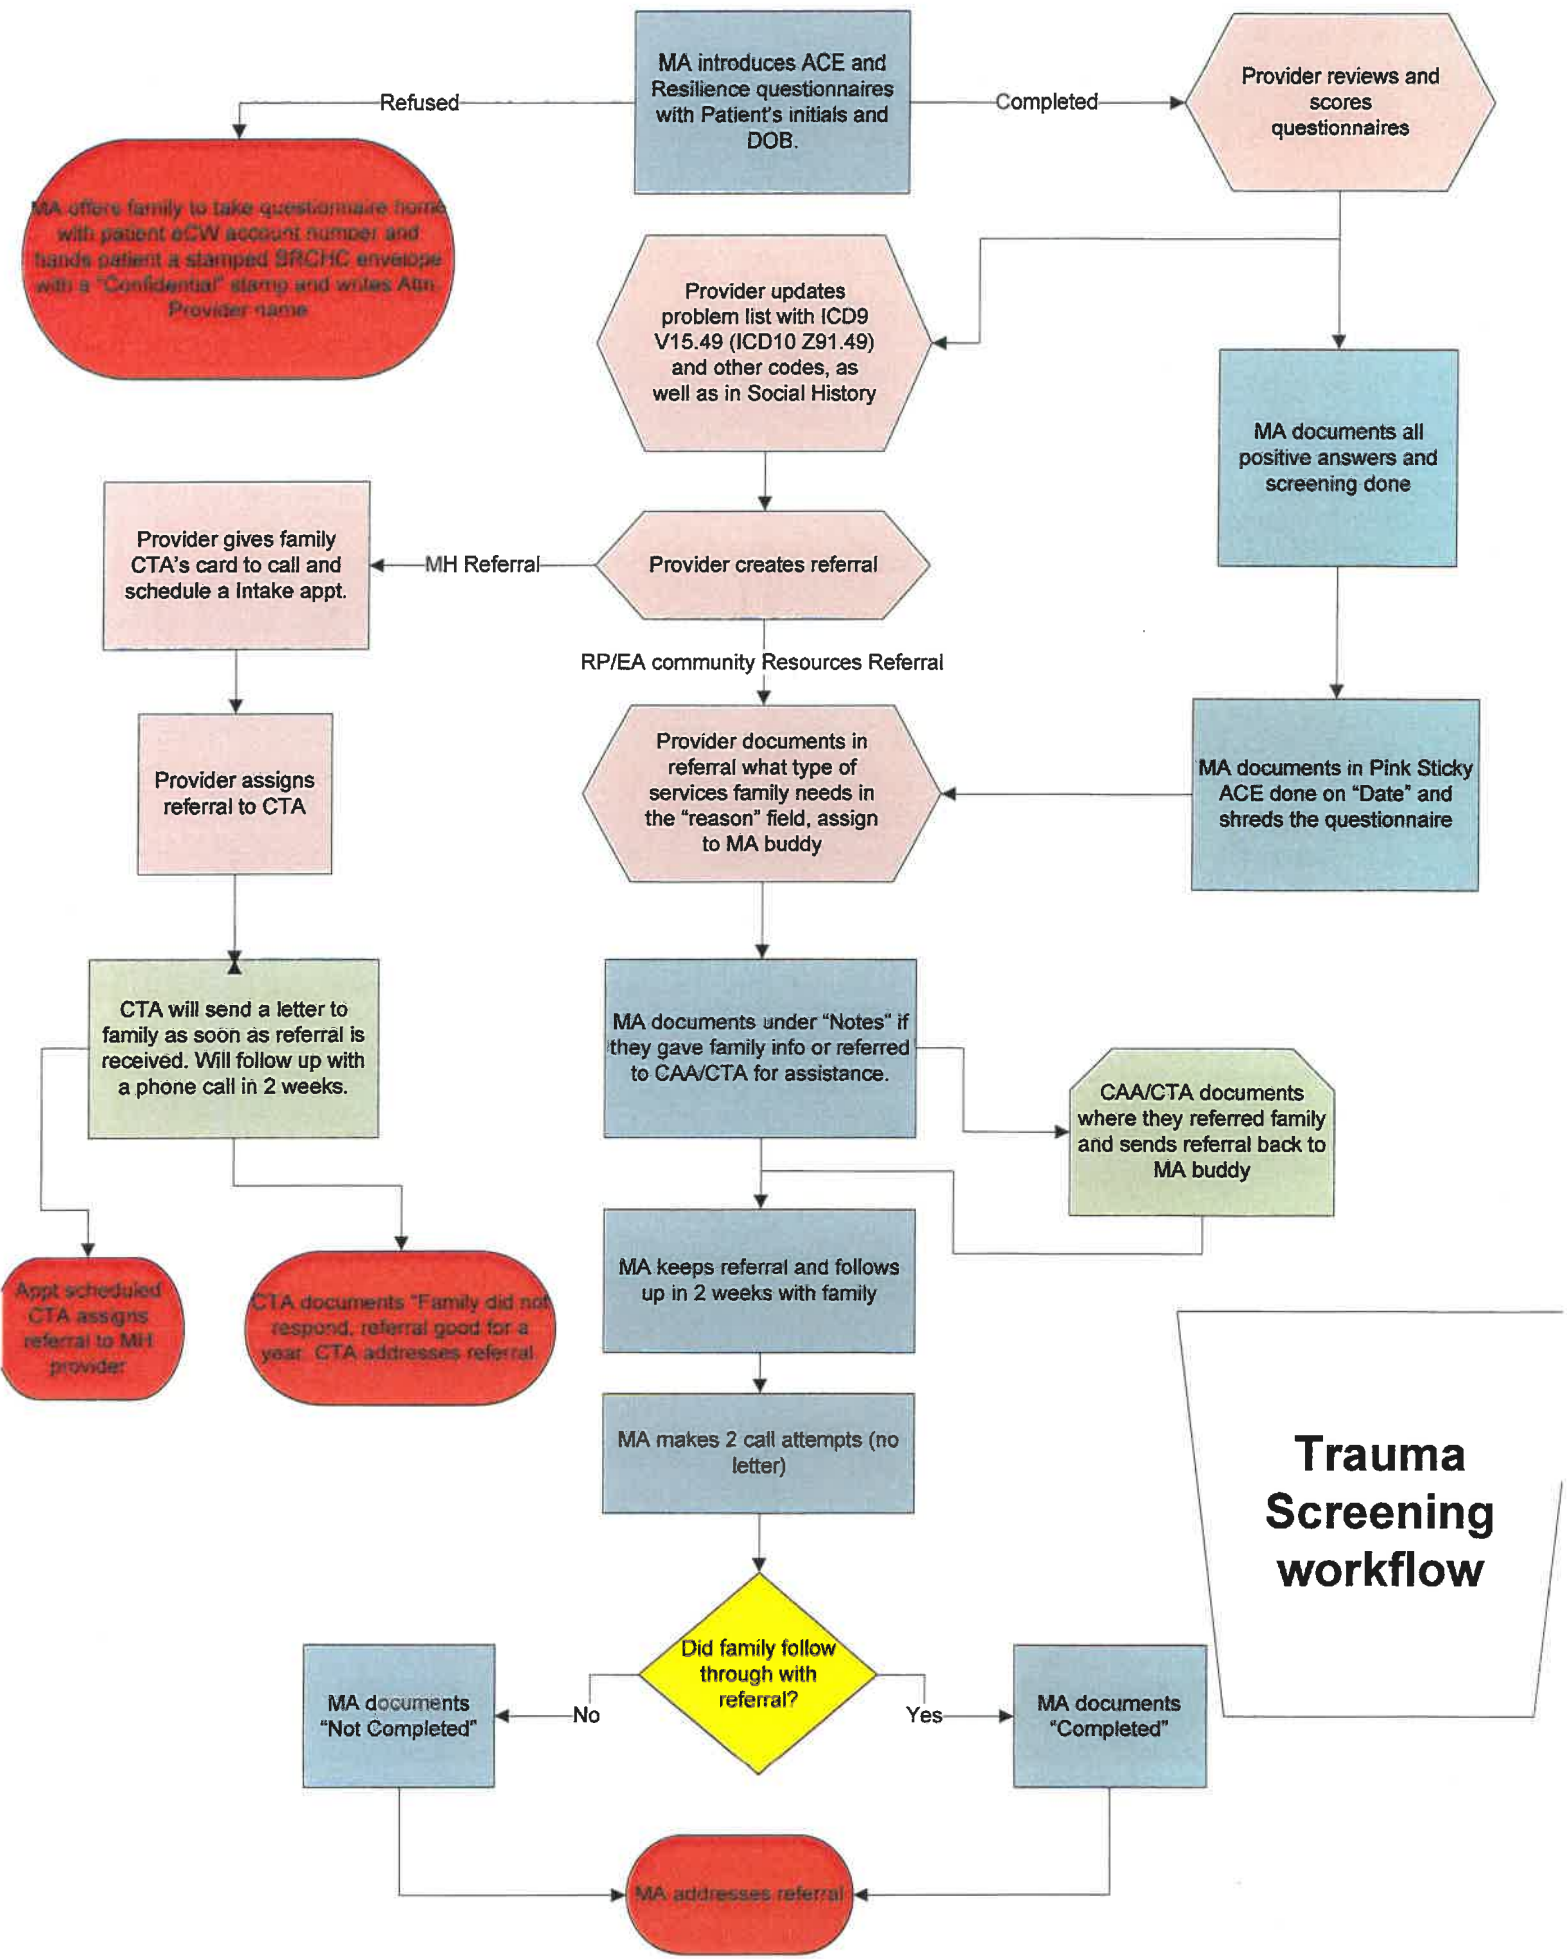 MA introduces ACE and
Resilience questionnaires
with Patient's initials and
DOB.
Refused
Completed
Provider reviews and
scores
questionnaires
MA offers family to take questionnaire home
with patient eCW account number and
hands patient a stamped SRCHC envelope
with a "Confidential" stamp and writes Attn.
Provider name
Provider updates
problem list with ICD9
V15.49 (ICD10 Z91.49)
and other codes, as
well as in Social History
MA documents all
positive answers and
screening done
Provider gives family
CTA's card to call and
schedule a Intake appt.
MH Referral
Provider creates referral
RP/EA community Resources Referral
Provider assigns
referral to CTA
Provider documents in
referral what type of
services family needs in
the "reason" field, assign
to MA buddy
MA documents in Pink Sticky
ACE done on "Date" and
shreds the questionnaire
CTA will send a letter to
family as soon as referral is
received. Will follow up with
a phone call in 2 weeks.
MA documents under "Notes" if
they gave family info or referred
to CAA/CTA for assistance.
CAA/CTA documents
where they referred family
and sends referral back to
MA buddy
Appt scheduled
CTA assigns
referral to MH
provider
CTA documents "Family did not
respond, referral good for a
year. CTA addresses referral.
MA keeps referral and follows
up in 2 weeks with family
MA makes 2 call attempts (no
letter)
Trauma
Screening
workflow
Did family follow
through with
referral?
No
Yes
MA documents
"Not Completed"
MA documents
"Completed"
MA addresses referral